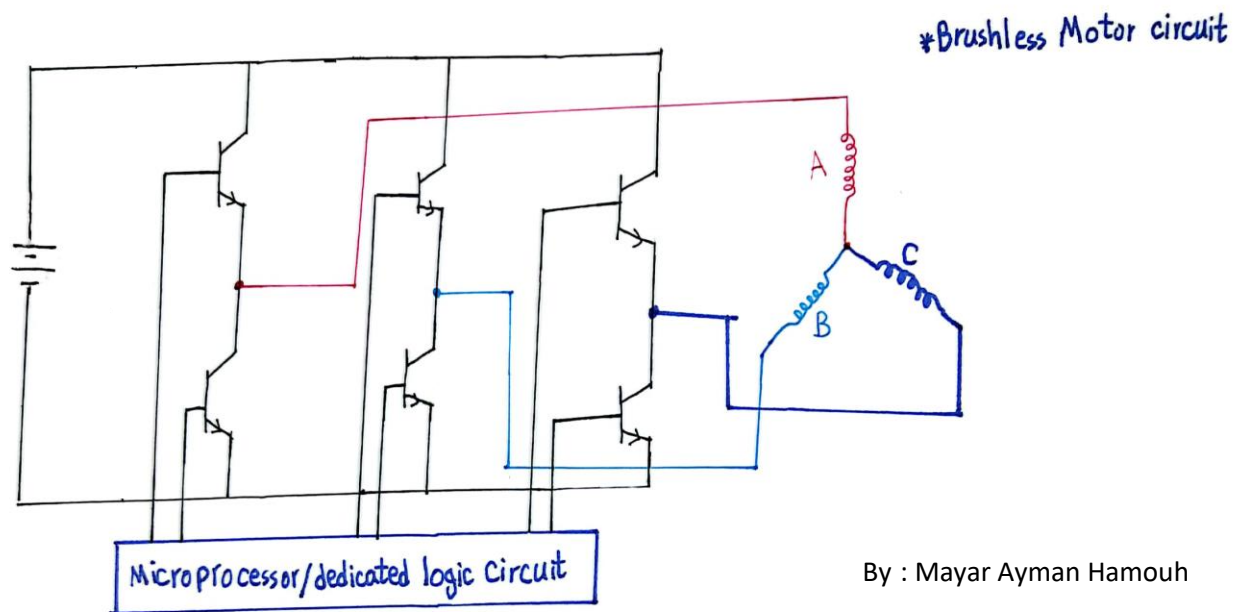 *Brushless Motor circuit
A
C
B
Microprocessor/dedicated logic circuit
By : Mayar Ayman Hamouh